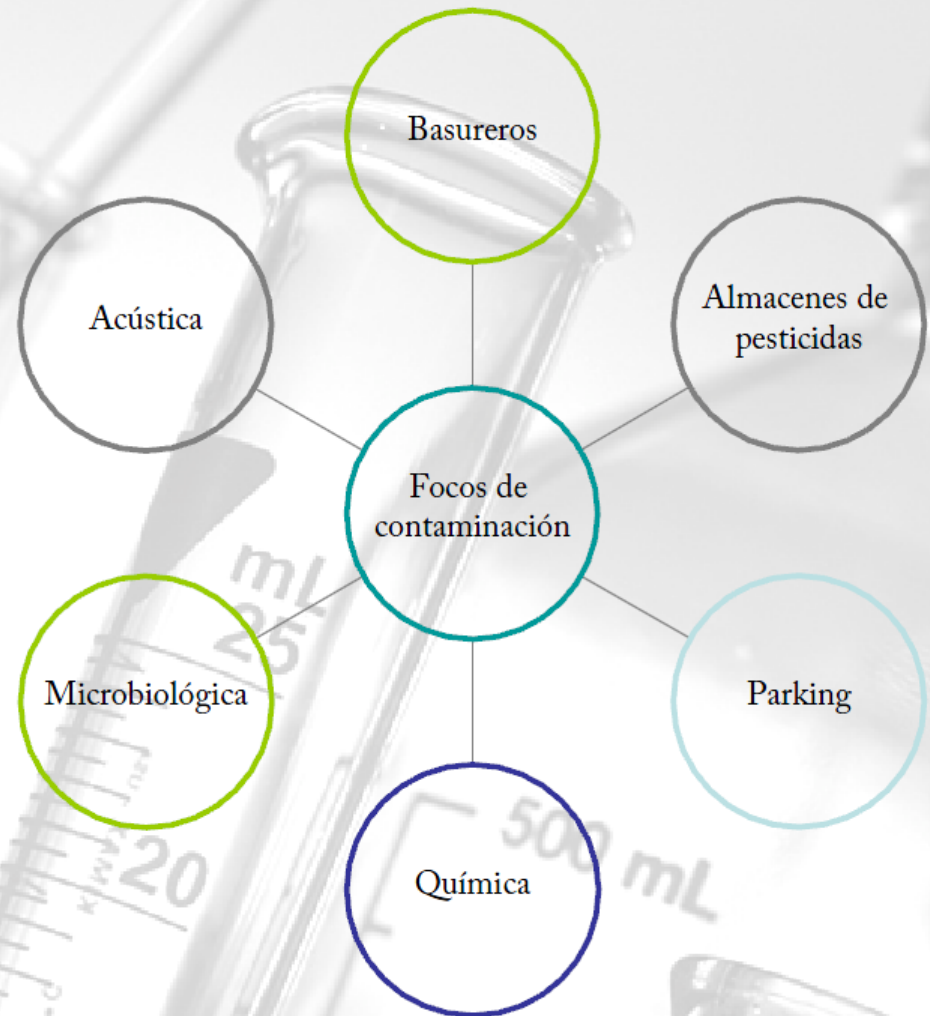 Basureros
Acústica
Almacenes de
pesticidas
Focos de
contaminación
mL
25
Microbiológica
Parking
20
500 mL
Química